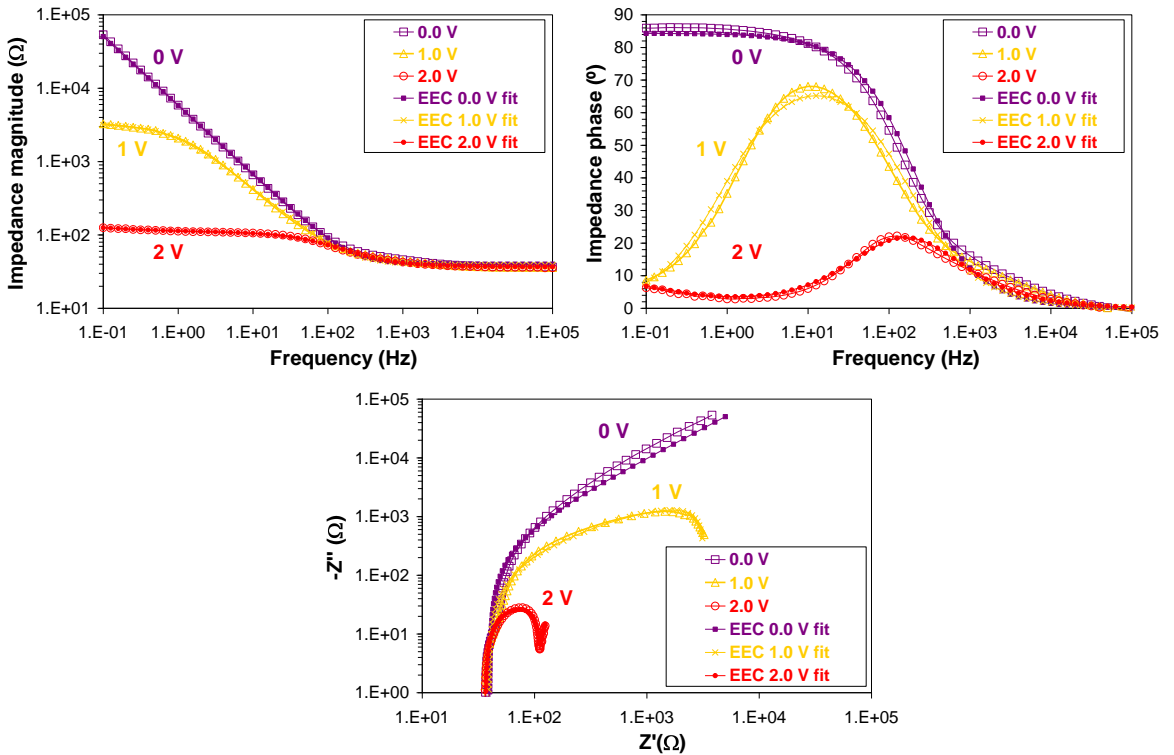 Impedance magnitude (Ω)
1.E+05
1.E+04
1.E+03
1.E+02
1.E+01
0 V
1 V
2 V
0.0 V
1.0 V
2.0 V
EEC 0.0 V fit
EEC 1.0 V fit
EEC 2.0 V fit
1.E-01 1.E+00 1.E+01 1.E+02 1.E+03 1.E+04 1.E+05
Frequency (Hz)
Impedance phase (º)
90
80
70
60
50
40
30
20
10
0
0 V
1 V
2 V
0.0 V
1.0 V
2.0 V
EEC 0.0 V fit
EEC 1.0 V fit
EEC 2.0 V fit
1.E-01 1.E+00 1.E+01 1.E+02 1.E+03 1.E+04 1.E+05
Frequency (Hz)
-Z'' (Ω)
1.E+05
1.E+04
1.E+03
1.E+02
1.E+01
1.E+00
0 V
1 V
2 V
0.0 V
1.0 V
2.0 V
EEC 0.0 V fit
EEC 1.0 V fit
EEC 2.0 V fit
1.E+01 1.E+02 1.E+03 1.E+04 1.E+05
Z'(Ω)